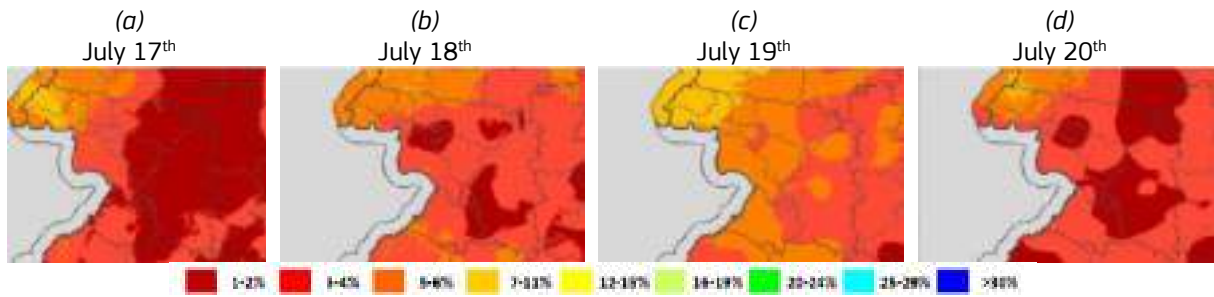 (a) (b) (c) (d)
July 17th July 18th July 19th July 20th
1-2% 3-4% 5-6% 7-11% 12-15% 16-19% 20-24% 25-29% >30%